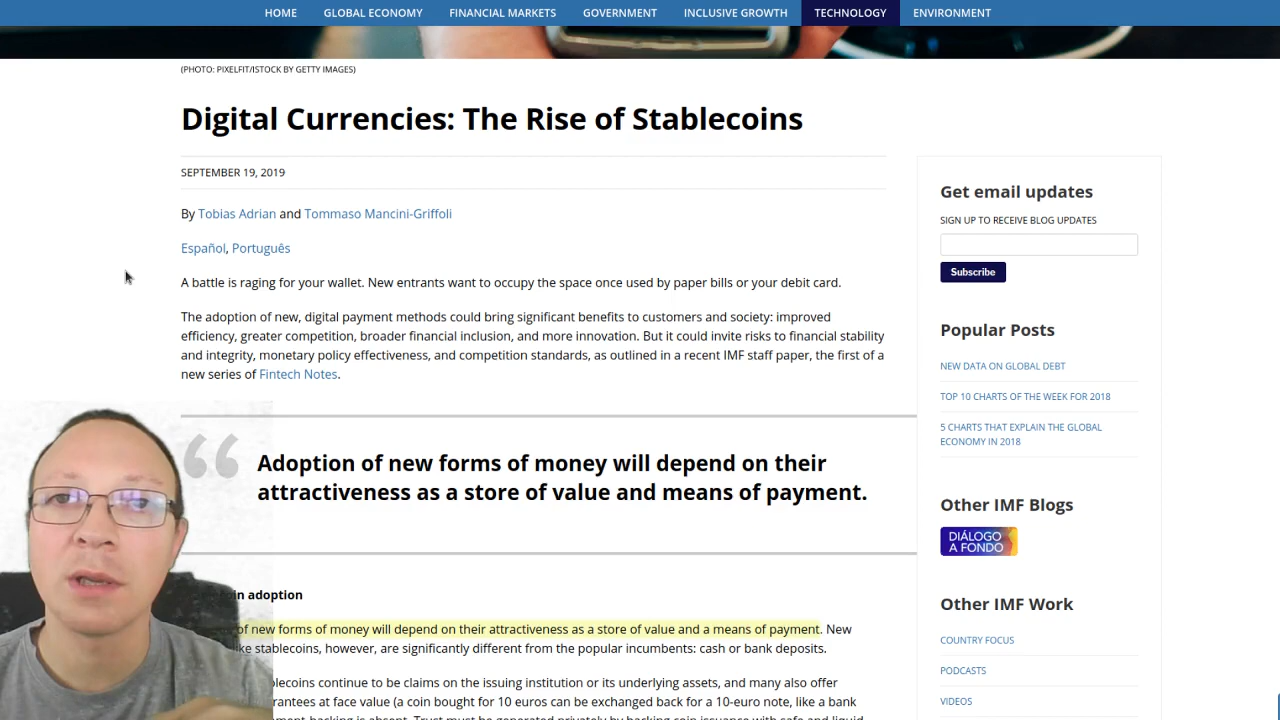 HOME GLOBAL ECONOMY FINANCIAL MARKETS GOVERNMENT INCLUSIVE GROWTH TECHNOLOGY ENVIRONMENT
(PHOTO: PIXELFIT/ISTOCK BY GETTY IMAGES)
Digital Currencies: The Rise of Stablecoins
SEPTEMBER 19, 2019
By Tobias Adrian and Tommaso Mancini-Griffoli
Español, Português
A battle is raging for your wallet. New entrants want to occupy the space once used by paper bills or your debit card.
The adoption of new, digital payment methods could bring significant benefits to customers and society: improved
efficiency, greater competition, broader financial inclusion, and more innovation. But it could invite risks to financial stability
and integrity, monetary policy effectiveness, and competition standards, as outlined in a recent IMF staff paper, the first of a
new series of Fintech Notes.
“
Adoption of new forms of money will depend on their
attractiveness as a store of value and means of payment.
adoption
of new forms of money will depend on their attractiveness as a store of value and a means of payment. New
stablecoins, however, are significantly different from the popular incumbents: cash or bank deposits.
continue to be claims on the issuing institution or its underlying assets, and many also offer
at face value (a coin bought for 10 euros can be exchanged back for a 10-euro note, like a bank
Get email updates
SIGN UP TO RECEIVE BLOG UPDATES
Subscribe
Popular Posts
NEW DATA ON GLOBAL DEBT
TOP 10 CHARTS OF THE WEEK FOR 2018
5 CHARTS THAT EXPLAIN THE GLOBAL
ECONOMY IN 2018
Other IMF Blogs
DIÁLOGO
A FONDO
Other IMF Work
COUNTRY FOCUS
PODCASTS
VIDEOS